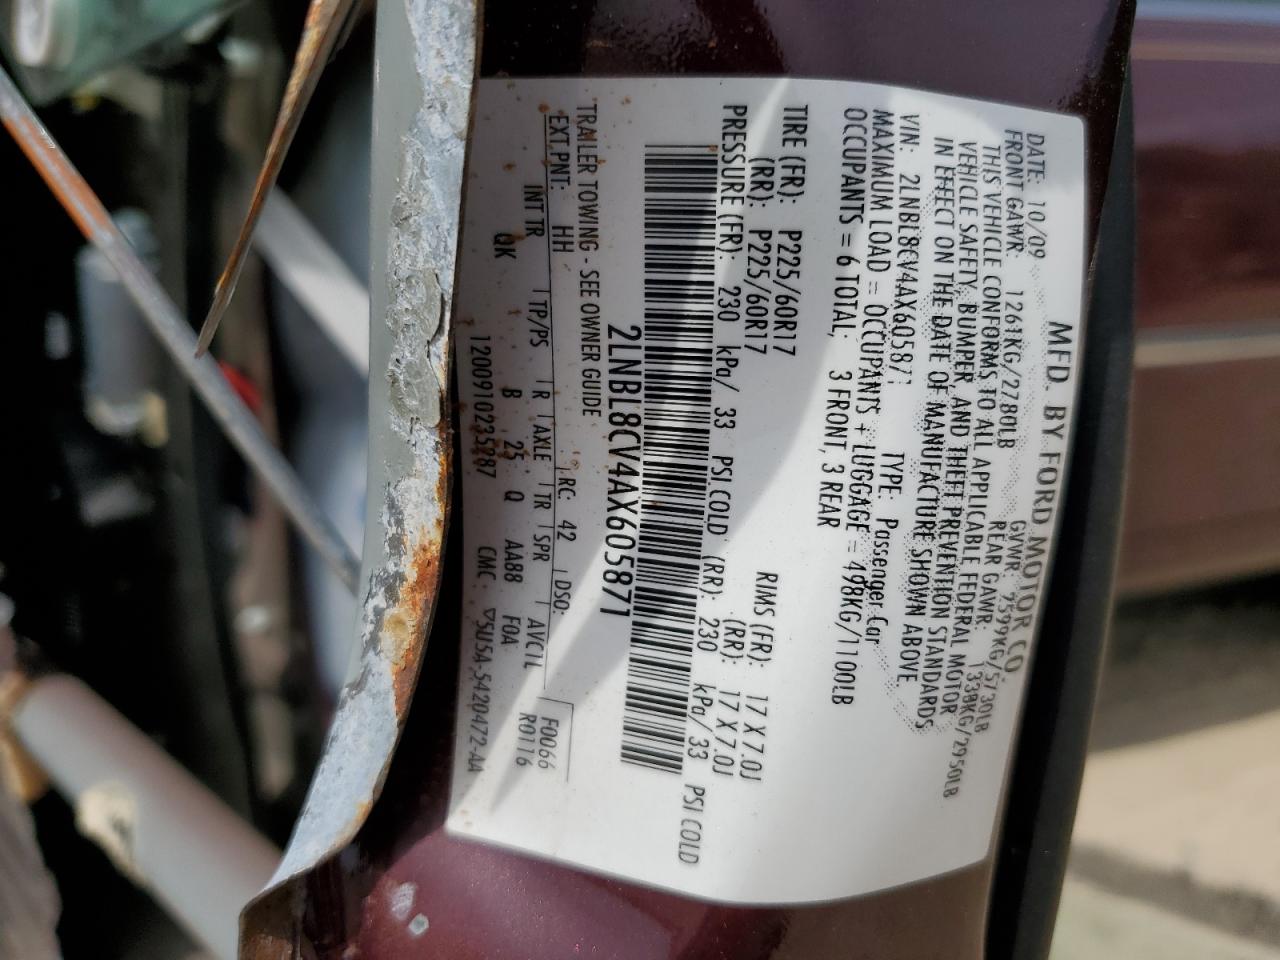 MFD. BY FORD MOTOR CO.
DATE: 10/09 GVWR: 2599KG/5730LB
FRONT GAWR: 1261KG/2780LB REAR GAWR: 1338KG/2950LB
THIS VEHICLE CONFORMS TO ALL APPLICABLE FEDERAL MOTOR
VEHICLE SAFETY, BUMPER, AND THEFT PREVENTION STANDARDS
IN EFFECT ON THE DATE OF MANUFACTURE SHOWN ABOVE
VIN: 2LNBL8CV4AX605871 TYPE: Passenger Car
MAXIMUM LOAD = OCCUPANTS + LUGGAGE = 498KG/1100LB
OCCUPANTS = 6 TOTAL, 3 FRONT, 3 REAR
TIRE (FR): P225/60R17 RIMS (FR): 17 X 7.0J
(RR): P225/60R17 (RR): 17 X 7.0J
PRESSURE (FR): 230 kPa/ 33 PSI COLD (RR): 230 kPa/ 33 PSI COLD
2LNBL8CV4AX605871
TRAILER TOWING - SEE OWNER GUIDE
EXT PNT: HH RC: 42 DSO: F0066
INT TR TP/PS R AXLE TR SPR AVC1L R0116
QK B 25 Q AA88 FDA
1200910235287 CMC 5U5A-5420472-AA